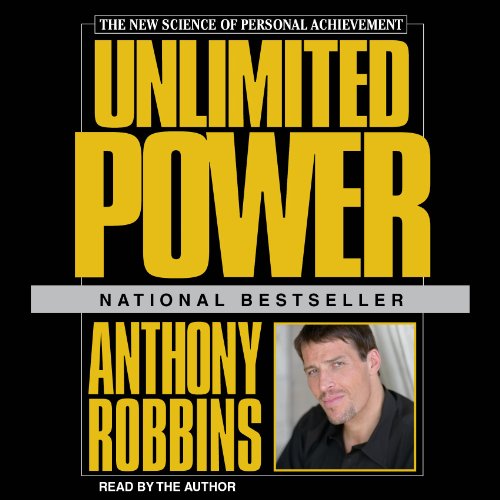 THE NEW SCIENCE OF PERSONAL ACHIEVEMENT
UNLIMITED
POWER
NATIONAL BESTSELLER
ANTHONY
ROBBINS
READ BY THE AUTHOR